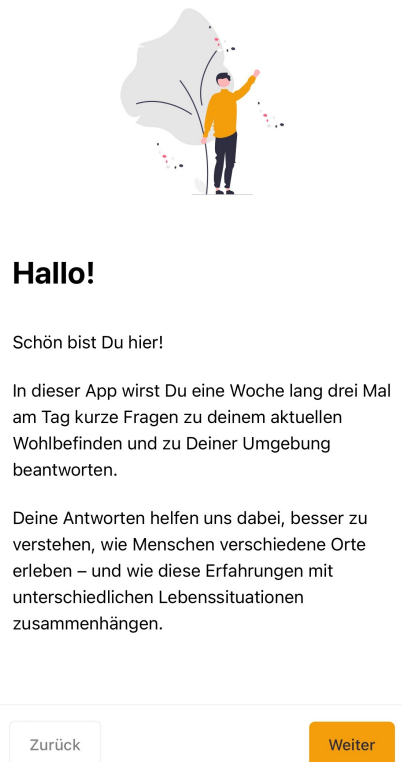 Hallo!
Schön bist Du hier!
In dieser App wirst Du eine Woche lang drei Mal
am Tag kurze Fragen zu deinem aktuellen
Wohlbefinden und zu Deiner Umgebung
beantworten.
Deine Antworten helfen uns dabei, besser zu
verstehen, wie Menschen verschiedene Orte
erleben – und wie diese Erfahrungen mit
unterschiedlichen Lebenssituationen
zusammenhängen.
Zurück
Weiter